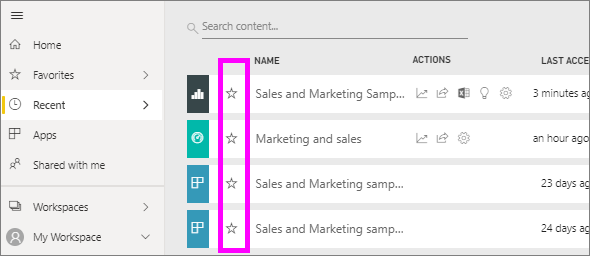 Search content...
Home
Favorites
Recent
Apps
Shared with me
Workspaces
My Workspace
NAME ACTIONS LAST ACCE
Sales and Marketing Samp... 3 minutes ag
Marketing and sales an hour ago
Sales and Marketing samp... 23 days ag
Sales and Marketing samp... 24 days ag